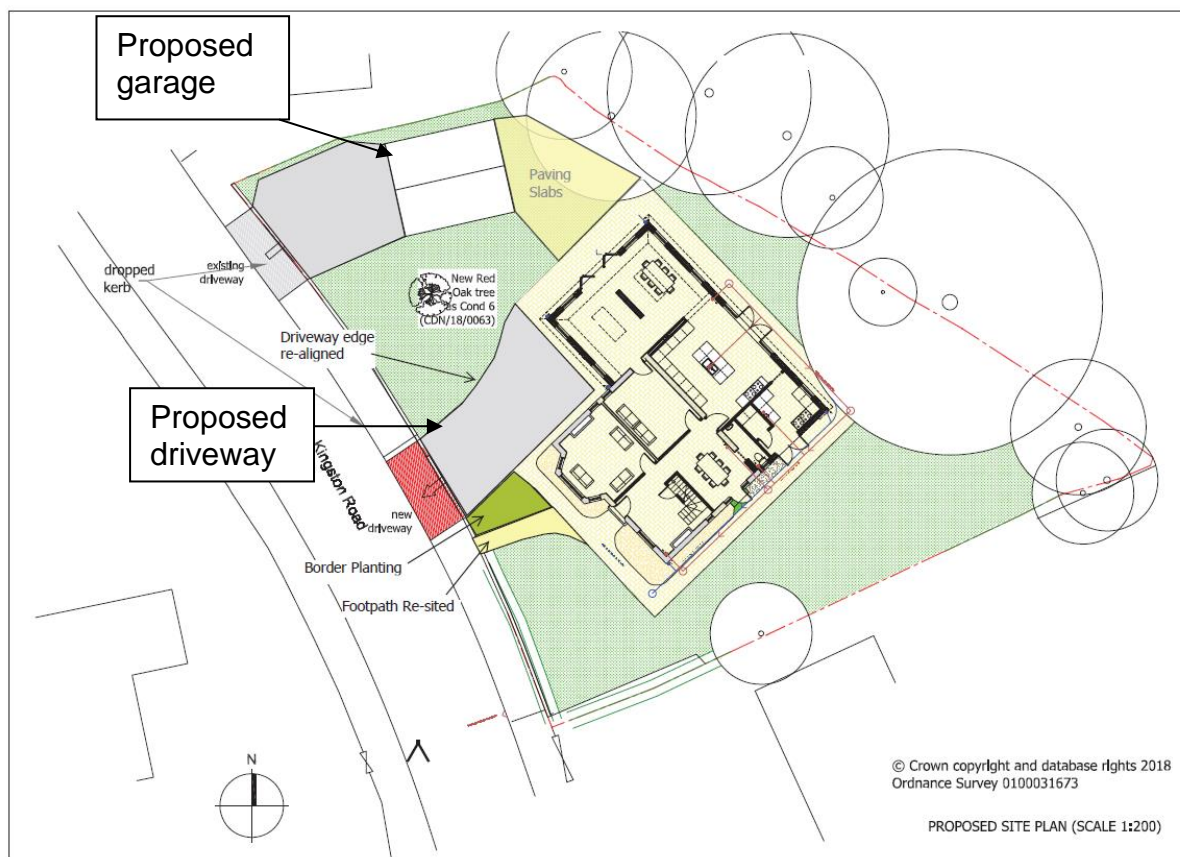 Proposed
garage
Paving
Slabs
dropped
kerb
existing
driveway
New Red
Oak tree
as Cond 6
(CDN/18/0063)
Driveway edge
re-aligned
Proposed
driveway
Kingston Road
new
driveway
Border Planting
Footpath Re-sited
N
© Crown copyright and database rights 2018
Ordnance Survey 0100031673
PROPOSED SITE PLAN (SCALE 1:200)